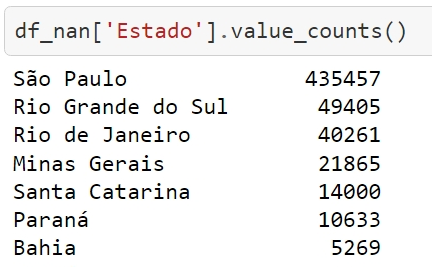 df_nan['Estado'].value_counts()
São Paulo 435457
Rio Grande do Sul 49405
Rio de Janeiro 40261
Minas Gerais 21865
Santa Catarina 14000
Paraná 10633
Bahia 5269